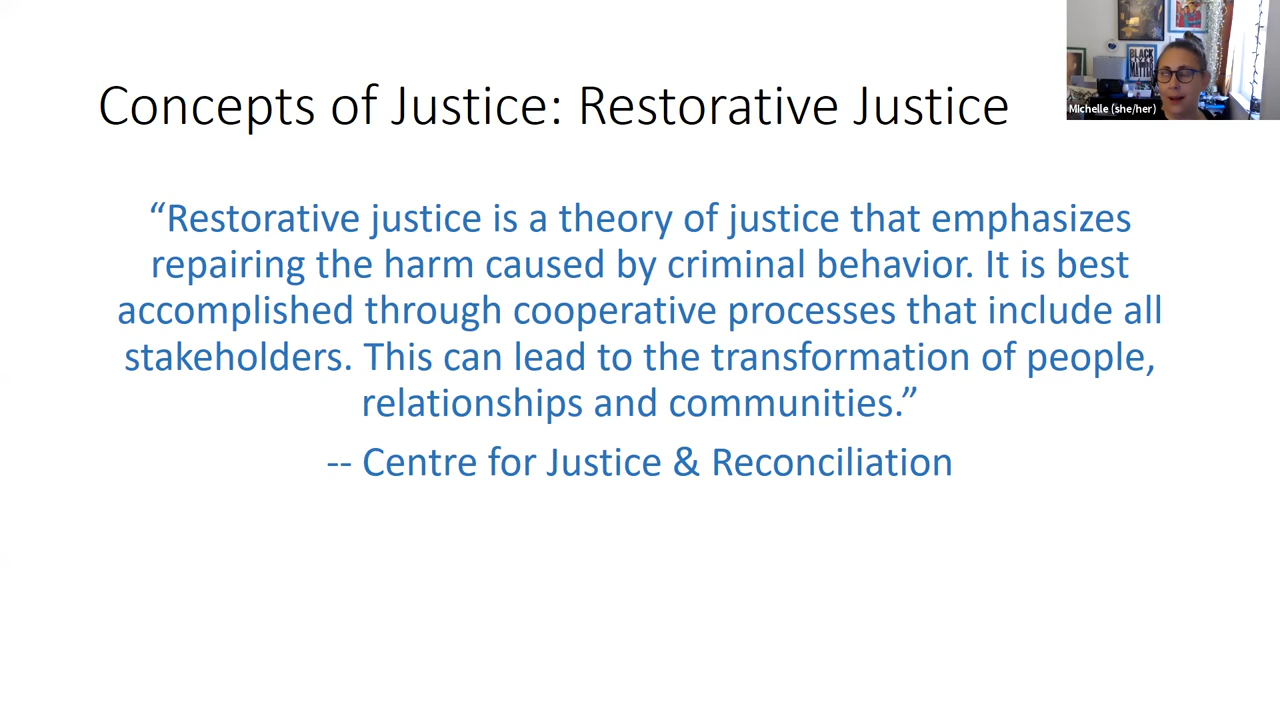 Concepts of Justice: Restorative Justice
“Restorative justice is a theory of justice that emphasizes
repairing the harm caused by criminal behavior. It is best
accomplished through cooperative processes that include all
stakeholders. This can lead to the transformation of people,
relationships and communities.”
-- Centre for Justice & Reconciliation
BLACK
MATTER
Michelle (she/her)